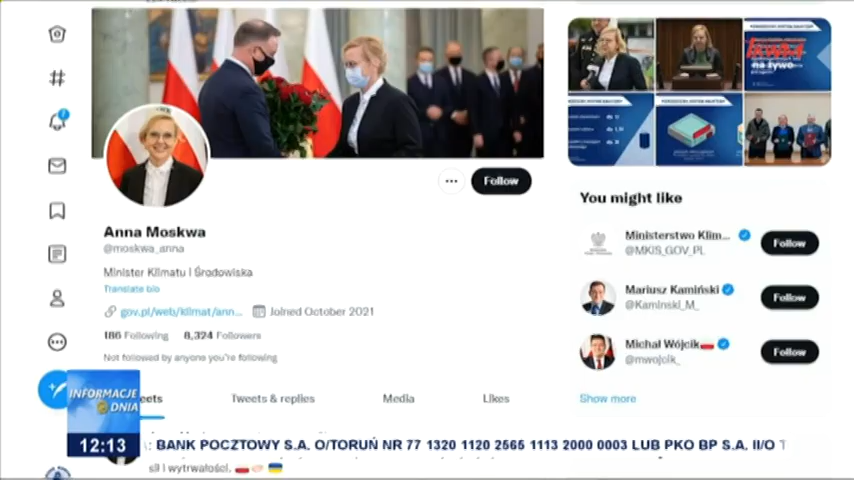 Follow
Anna Moskwa
@moskwa_anna
Minister Klimatu i Środowiska
Translate bio
gov.pl/web/klimat/ann...
Joined October 2021
186 Following 8,324 Followers
Not followed by anyone you're following
Tweets & replies
Media
Likes
na żywo
You might like
Ministerstwo Klim...
@MKiS_GOV_PL
Follow
Mariusz Kamiński
@Kaminski_M_
Follow
Michał Wójcik
@mwojcik_
Follow
Show more
INFORMACJE
DNIA
12:13
BANK POCZTOWY S.A. O/TORUŃ NR 77 1320 1120 2565 1113 2000 0003 LUB PKO BP S.A. II/O T
sił i wytrwałości.